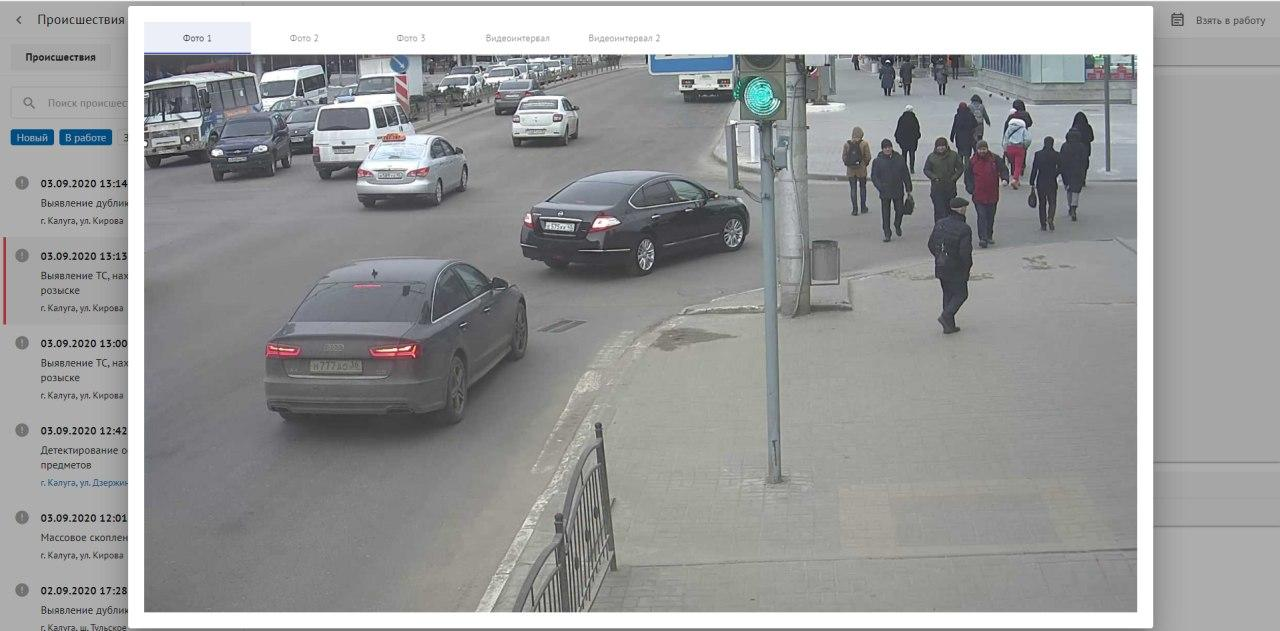 Происшествия
Взять в работу
Фото 1
Фото 2
Фото 3
Видеоинтервал
Видеоинтервал 2
Происшествия
Поиск происшес
Новый
В работе
З
03.09.2020 13:14
Выявление дублик
г. Калуга, ул. Кирова
03.09.2020 13:13
Выявление ТС, нах
розыске
г. Калуга, ул. Кирова
03.09.2020 13:00
Выявление ТС, нах
розыске
г. Калуга, ул. Кирова
03.09.2020 12:42
Детектирование о
предметов
г. Калуга, ул. Дзержин
03.09.2020 12:01
Массовое скоплен
г. Калуга, ул. Кирова
02.09.2020 17:28
Выявление дублик
г. Калуга, ш. Тульское